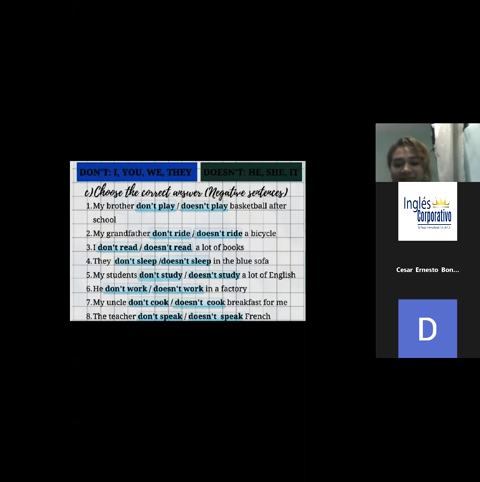 DON'T: I, YOU, WE, THEY
DOESN'T: HE, SHE, IT
c) Choose the correct answer (Negative sentences)
1. My brother don't play / doesn't play basketball after
school
2. My grandfather don't ride / doesn't ride a bicycle
3. I don't read / doesn't read a lot of books
4. They don't sleep /doesn't sleep in the blue sofa
5. My students don't study / doesn't study a lot of English
6. He don't work / doesn't work in a factory
7. My uncle don't cook / doesn't cook breakfast for me
8. The teacher don't speak / doesn't speak French
Inglés
Corporativo
Cesar Ernesto Bon...
D